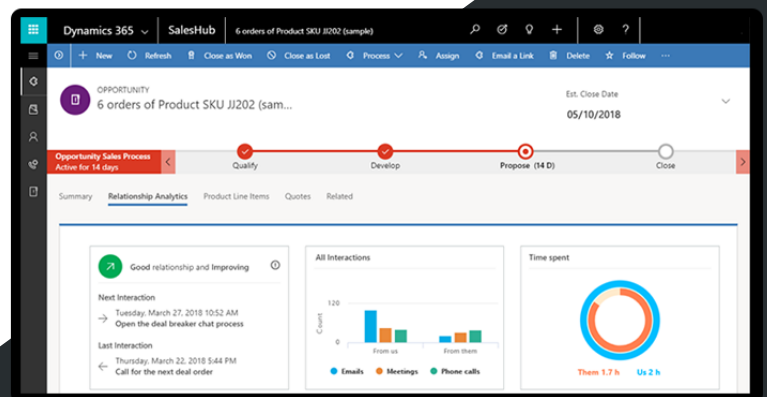 Dynamics 365 SalesHub 6 orders of Product SKU JJ202 (sample) ?
+ New Refresh Close as Won Close as Lost Process Assign Email a Link Delete Follow ...
OPPORTUNITY
6 orders of Product SKU JJ202 (sam...
Est. Close Date
05/10/2018
Opportunity Sales Process
Active for 14 days
Qualify Develop Propose (14 D) Close
Summary Relationship Analytics Product Line Items Quotes Related
Good relationship and Improving
Next Interaction
Tuesday, March 27, 2018 10:52 AM
Open the deal breaker chat process
Last Interaction
Thursday, March 22, 2018 5:44 PM
Call for the next deal order
All Interactions
Count
120
0
From us From them
Emails Meetings Phone calls
Time spent
Them 1.7 h Us 2 h